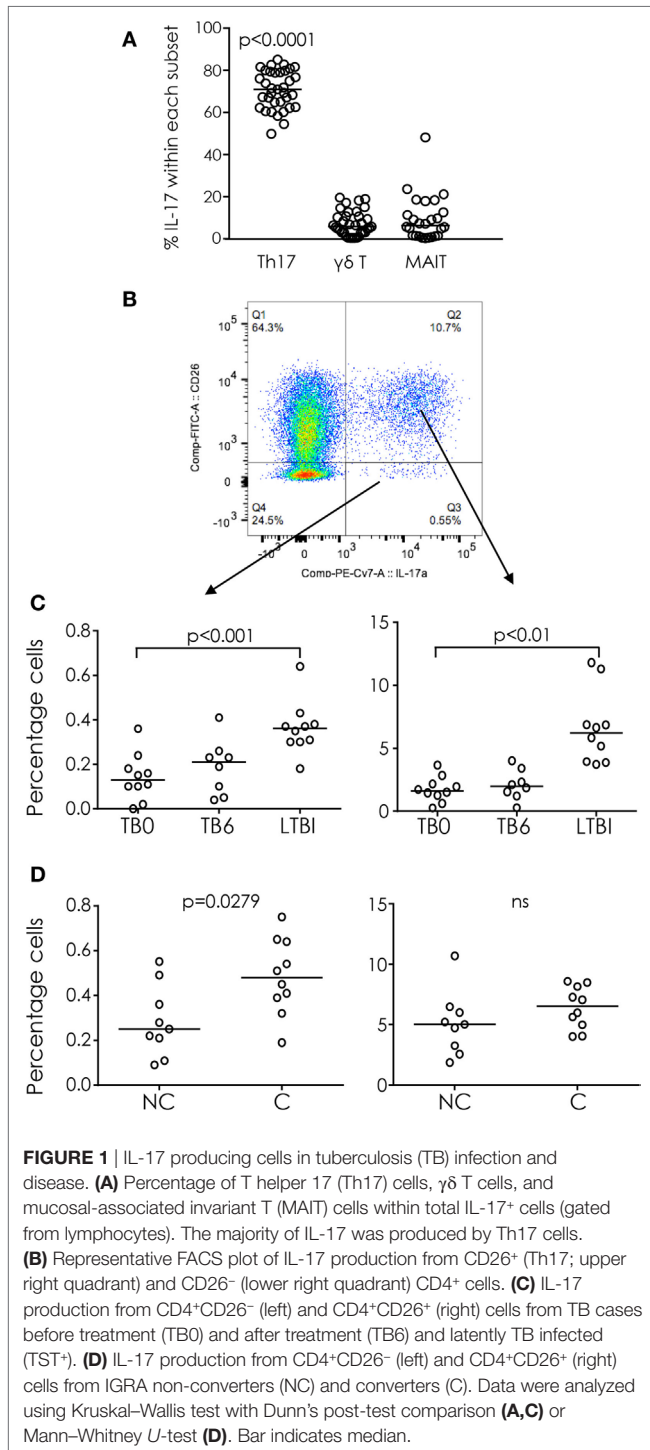 A
p<0.0001
% IL-17 within each subset
100
80
60
40
20
0
Th17
γδ T
MAIT
B
Comp-FITC-A :: CD26
10⁵
10⁴
10³
0
-10³
Q1
64.3%
Q2
10.7%
Q4
24.5%
Q3
0.55%
-10³
0
10³
10⁴
10⁵
Comp-PE-Cy7-A :: IL-17a
C
Percentage cells
0.8
0.6
0.4
0.2
0.0
p<0.001
TB0
TB6
LTBI
15
10
5
0
p<0.01
TB0
TB6
LTBI
D
Percentage cells
0.8
0.6
0.4
0.2
0.0
p=0.0279
NC
C
15
10
5
0
ns
NC
C
FIGURE 1 | IL-17 producing cells in tuberculosis (TB) infection and
disease. (A) Percentage of T helper 17 (Th17) cells, γδ T cells, and
mucosal-associated invariant T (MAIT) cells within total IL-17⁺ cells (gated
from lymphocytes). The majority of IL-17 was produced by Th17 cells.
(B) Representative FACS plot of IL-17 production from CD26⁺ (Th17; upper
right quadrant) and CD26⁻ (lower right quadrant) CD4⁺ cells. (C) IL-17
production from CD4⁺CD26⁻ (left) and CD4⁺CD26⁺ (right) cells from TB cases
before treatment (TB0) and after treatment (TB6) and latently TB infected
(TST⁺). (D) IL-17 production from CD4⁺CD26⁻ (left) and CD4⁺CD26⁺ (right)
cells from IGRA non-converters (NC) and converters (C). Data were analyzed
using Kruskal–Wallis test with Dunn's post-test comparison (A,C) or
Mann–Whitney U-test (D). Bar indicates median.